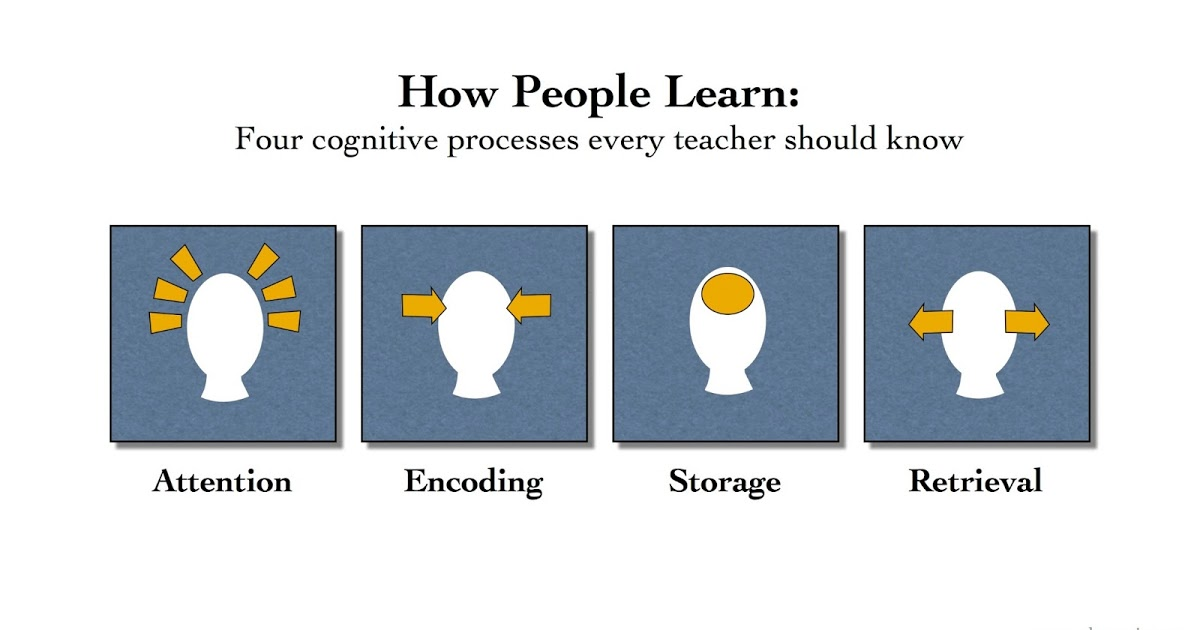 How People Learn:
Four cognitive processes every teacher should know
Attention
Encoding
Storage
Retrieval